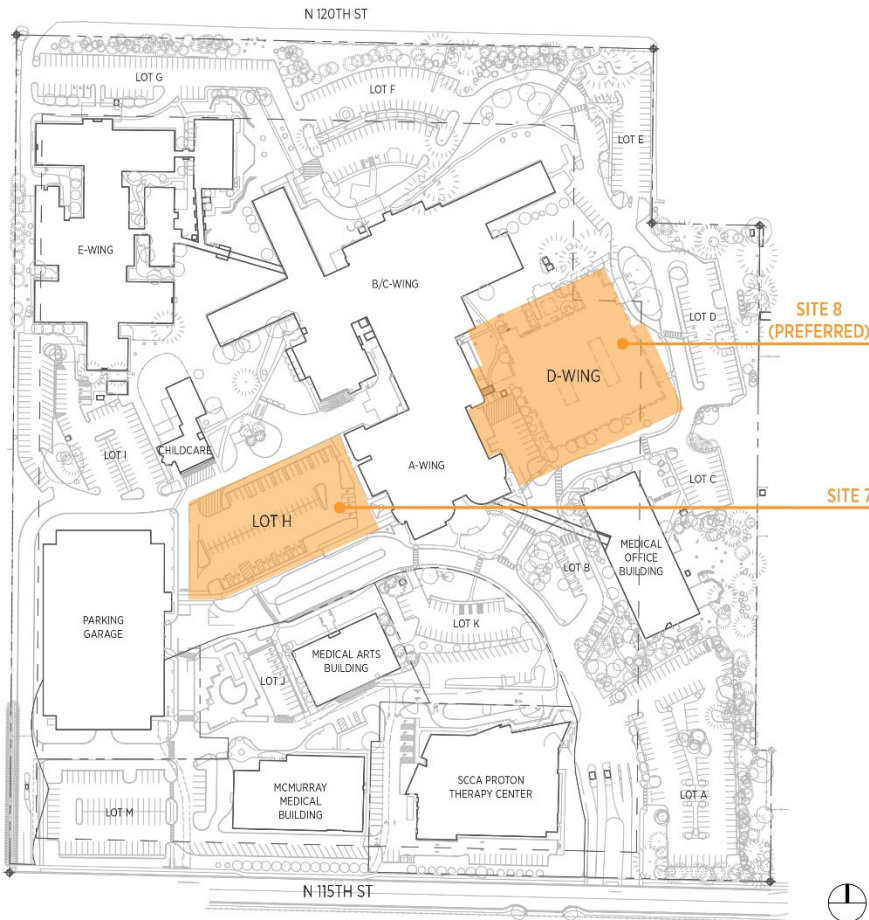 N 120TH ST
LOT G
LOT F
LOT E
E-WING
B/C-WING
LOT D
SITE 8
(PREFERRED)
D-WING
CHILDCARE
LOT I
A-WING
LOT C
SITE 7
LOT H
MEDICAL
OFFICE
BUILDING
LOT B
PARKING
GARAGE
LOT K
MEDICAL ARTS
BUILDING
LOT J
MCMURRAY
MEDICAL
BUILDING
SCCA PROTON
THERAPY CENTER
LOT A
LOT M
N 115TH ST